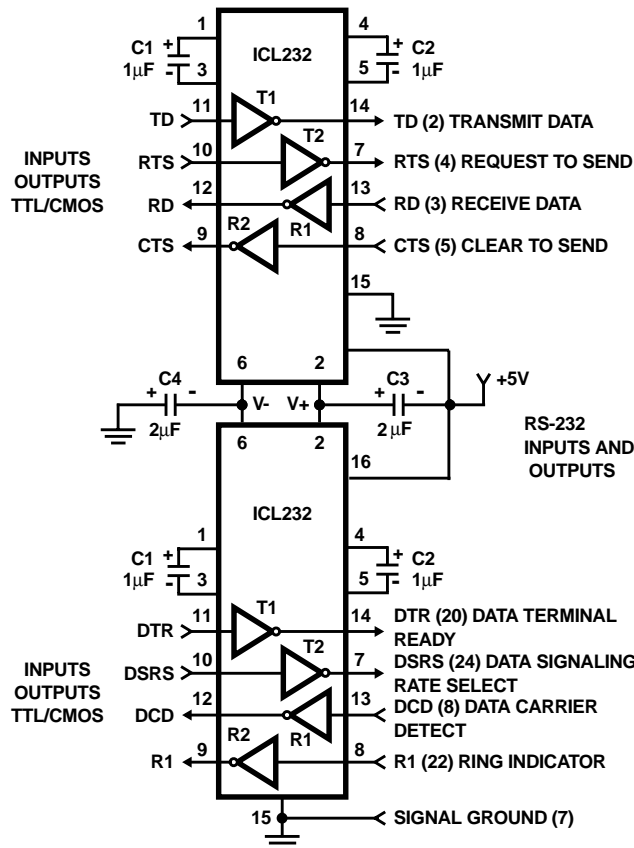 1 4
C1 + ICL232 + C2
1µF - 3 5 - 1µF
11 T1 14
TD TD (2) TRANSMIT DATA
10 T2 7
INPUTS
OUTPUTS
TTL/CMOS
RTS RTS (4) REQUEST TO SEND
12 13
RD R1 RD (3) RECEIVE DATA
9 R2 8
CTS CTS (5) CLEAR TO SEND
15
6 2
C4 C3 +5V
+ - V- V+ + -
2µF 2µF
RS-232
INPUTS AND
OUTPUTS
6 2
16
ICL232
1 4
C1 + + C2
1µF - 3 5 - 1µF
11 T1 14
DTR DTR (20) DATA TERMINAL
READY
10 T2 7
INPUTS
OUTPUTS
TTL/CMOS
DSRS DSRS (24) DATA SIGNALING
RATE SELECT
12 13
DCD R1 DCD (8) DATA CARRIER
DETECT
9 R2 8
R1 R1 (22) RING INDICATOR
15 SIGNAL GROUND (7)